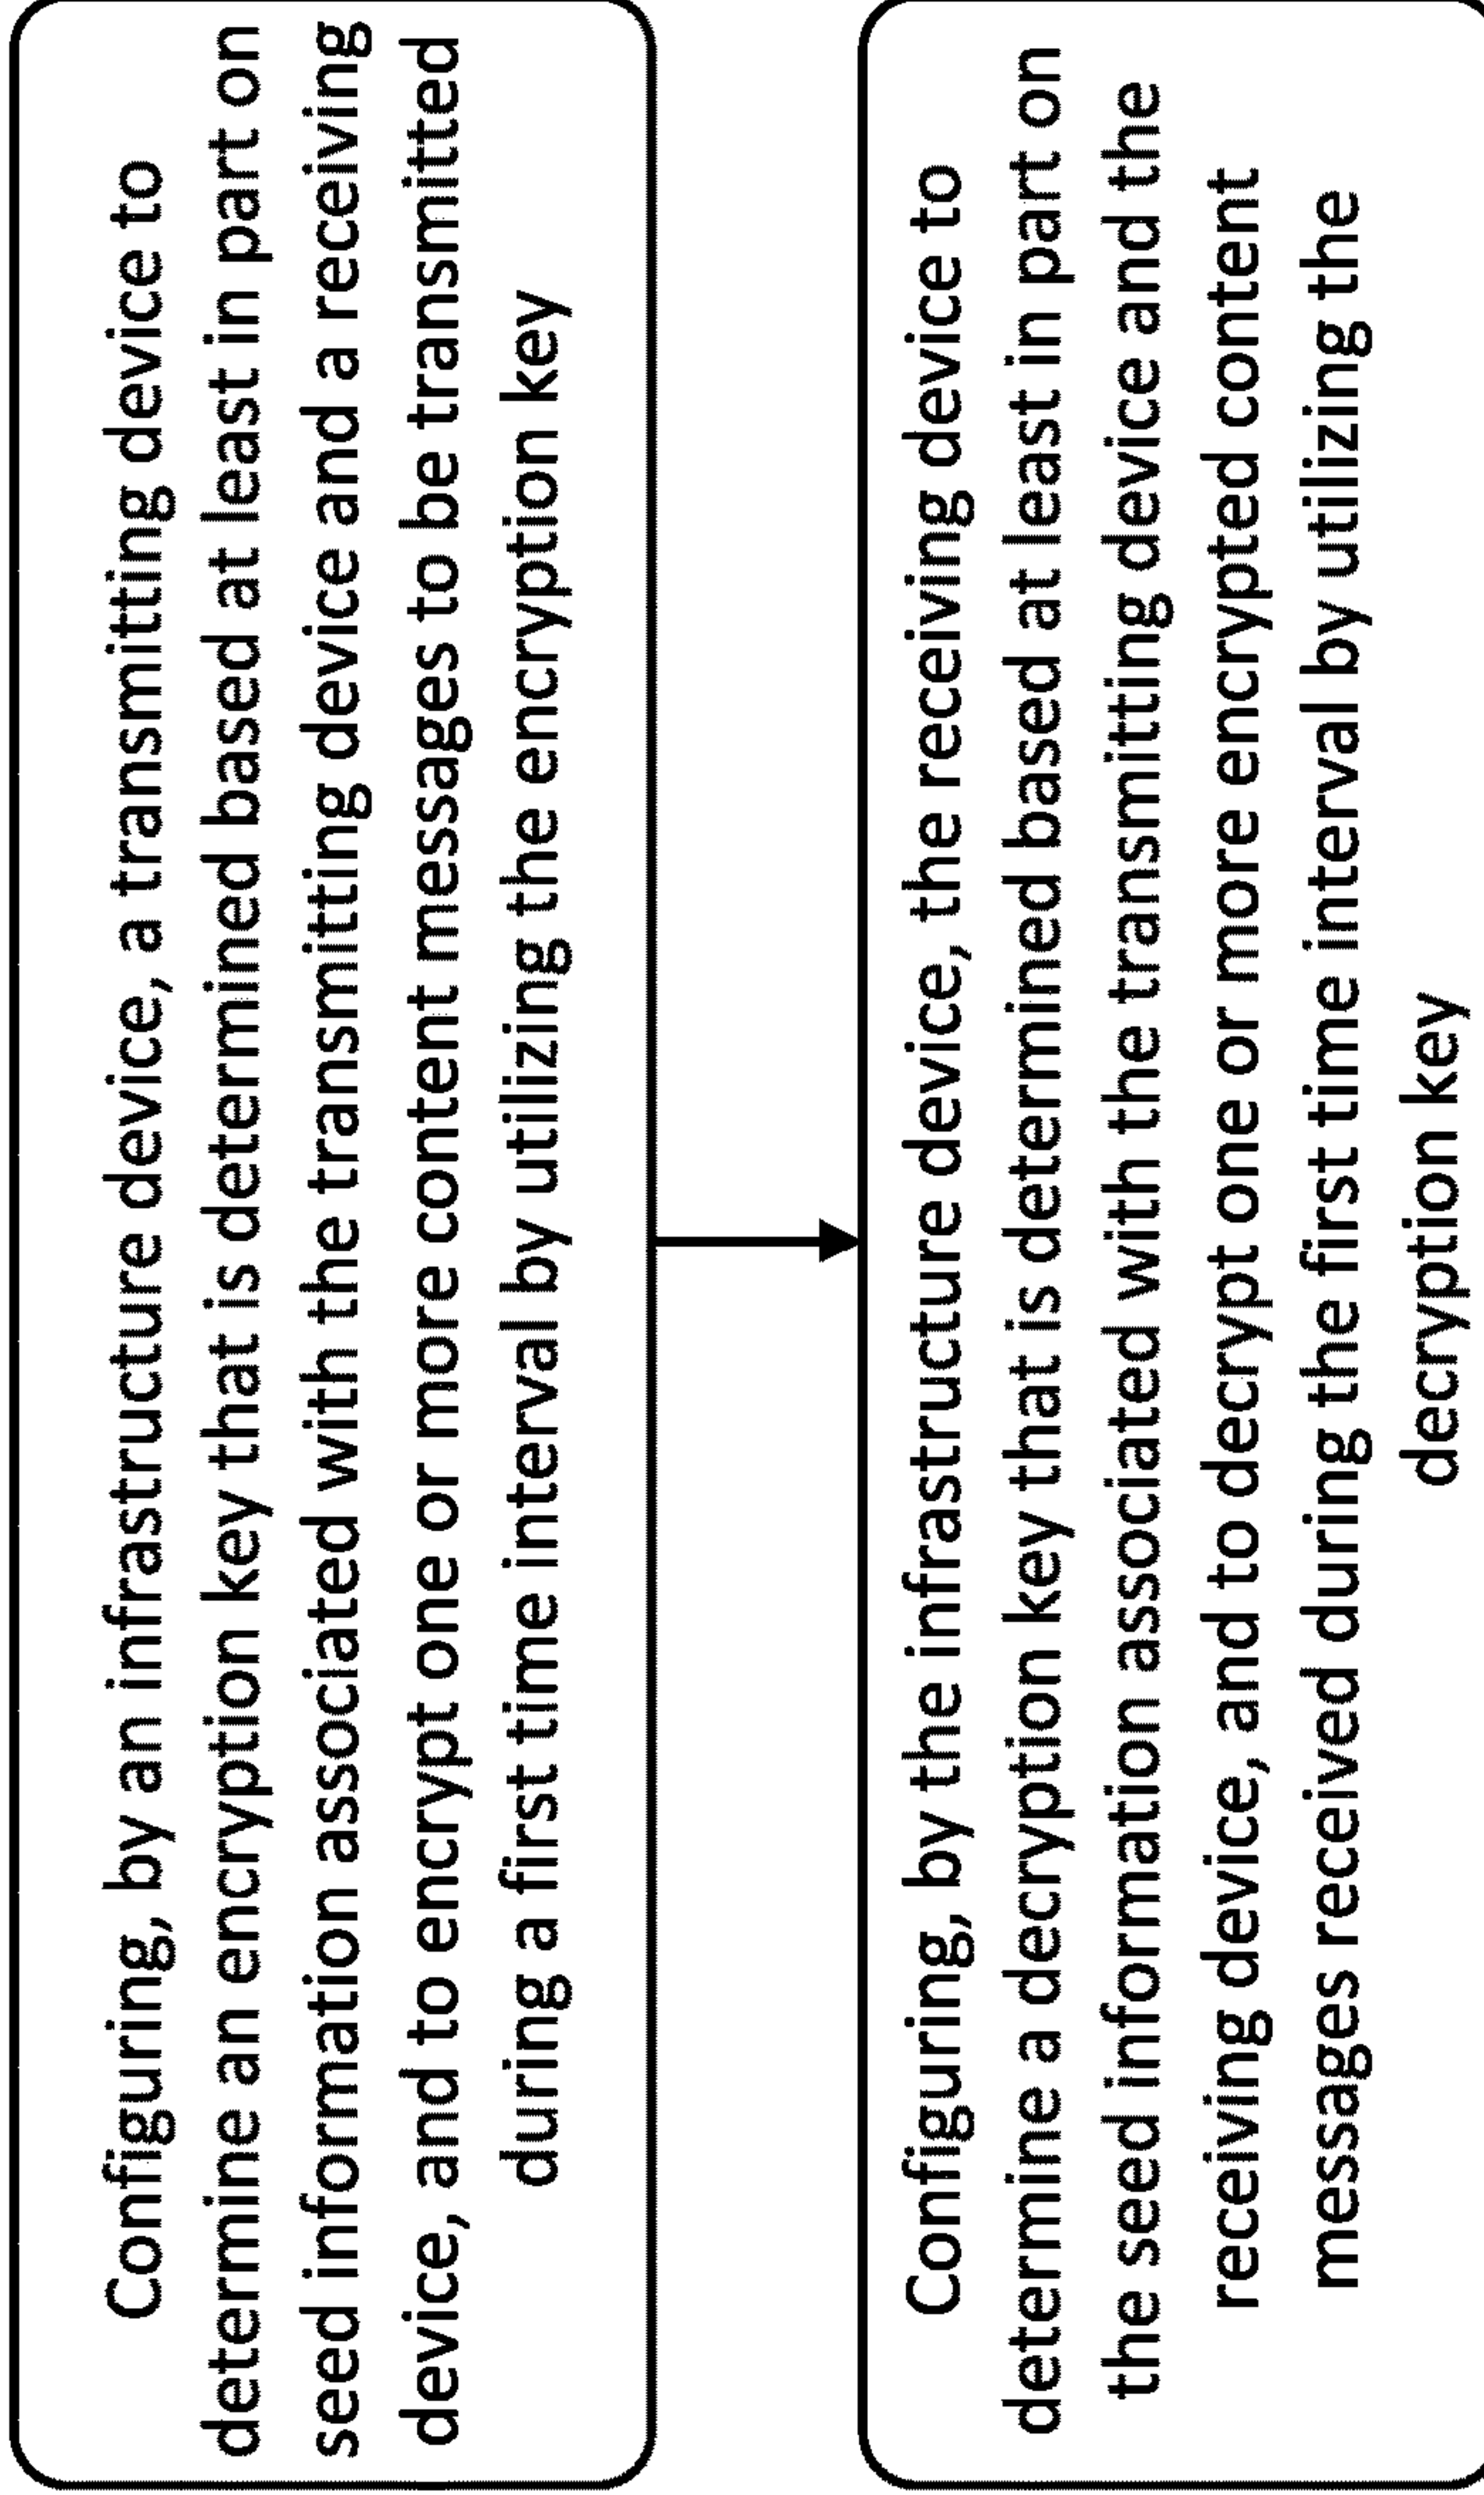 Configuring, by an infrastructure device, a transmitting device to
determine an encryption key that is determined based at least in part on
seed information associated with the transmitting device and a receiving
device, and to encrypt one or more content messages to be transmitted
during a first time interval by utilizing the encryption key
Configuring, by the infrastructure device, the receiving device to
determine a decryption key that is determined based at least in part on
the seed information associated with the transmitting device and the
receiving device, and to decrypt one or more encrypted content
messages received during the first time interval by utilizing the
decryption key